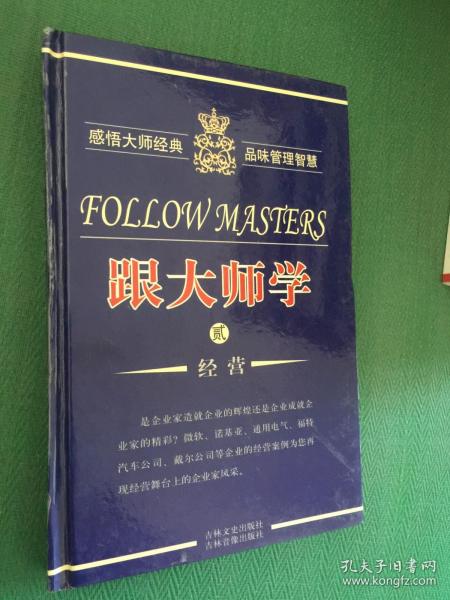 感悟大师经典 品味管理智慧
FOLLOW MASTERS
跟大师学
贰
经营
是企业家造就企业的辉煌还是企业成就企
业家的精彩？微软、诺基亚、通用电气、福特
汽车公司、戴尔公司等企业的经营案例为您再
现经营舞台上的企业家风采。
吉林文史出版社
吉林音像出版社
孔夫子旧书网
www.kongfz.com